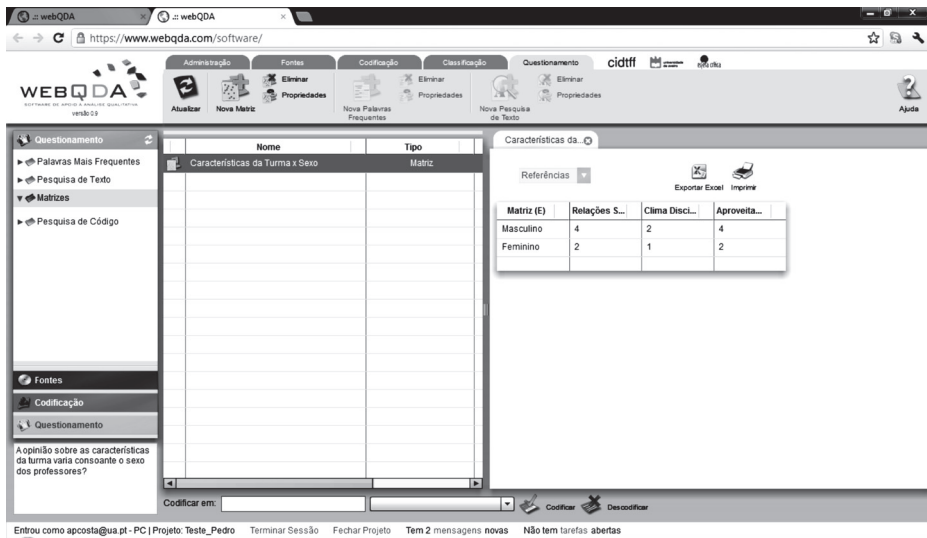 .:: webQDA
.:: webQDA
https://www.webqda.com/software/
WEBQDA
SOFTWARE DE APOIO A ANÁLISE QUALITATIVA
versão 0.9
Administração Fontes Codificação Classificação Questionamento cidtff
Atualizar
Nova Matriz
Eliminar
Propriedades
Nova Palavras Frequentes
Eliminar
Propriedades
Nova Pesquisa de Texto
Eliminar
Propriedades
Ajuda
Questionamento
Palavras Mais Frequentes
Pesquisa de Texto
Matrizes
Pesquisa de Código
Fontes
Codificação
Questionamento
A opinião sobre as características
da turma varia consoante o sexo
dos professores?
Nome Tipo
Características da Turma x Sexo Matriz
Características da...
Referências
Exportar Excel Imprimir
Matriz (E) Relações S... Clima Disci... Aproveita...
Masculino 4 2 4
Feminino 2 1 2
Codificar em: Codificar Descodificar
Entrou como apcosta@ua.pt - PC | Projeto: Teste_Pedro Terminar Sessão Fechar Projeto Tem 2 mensagens novas Não tem tarefas abertas